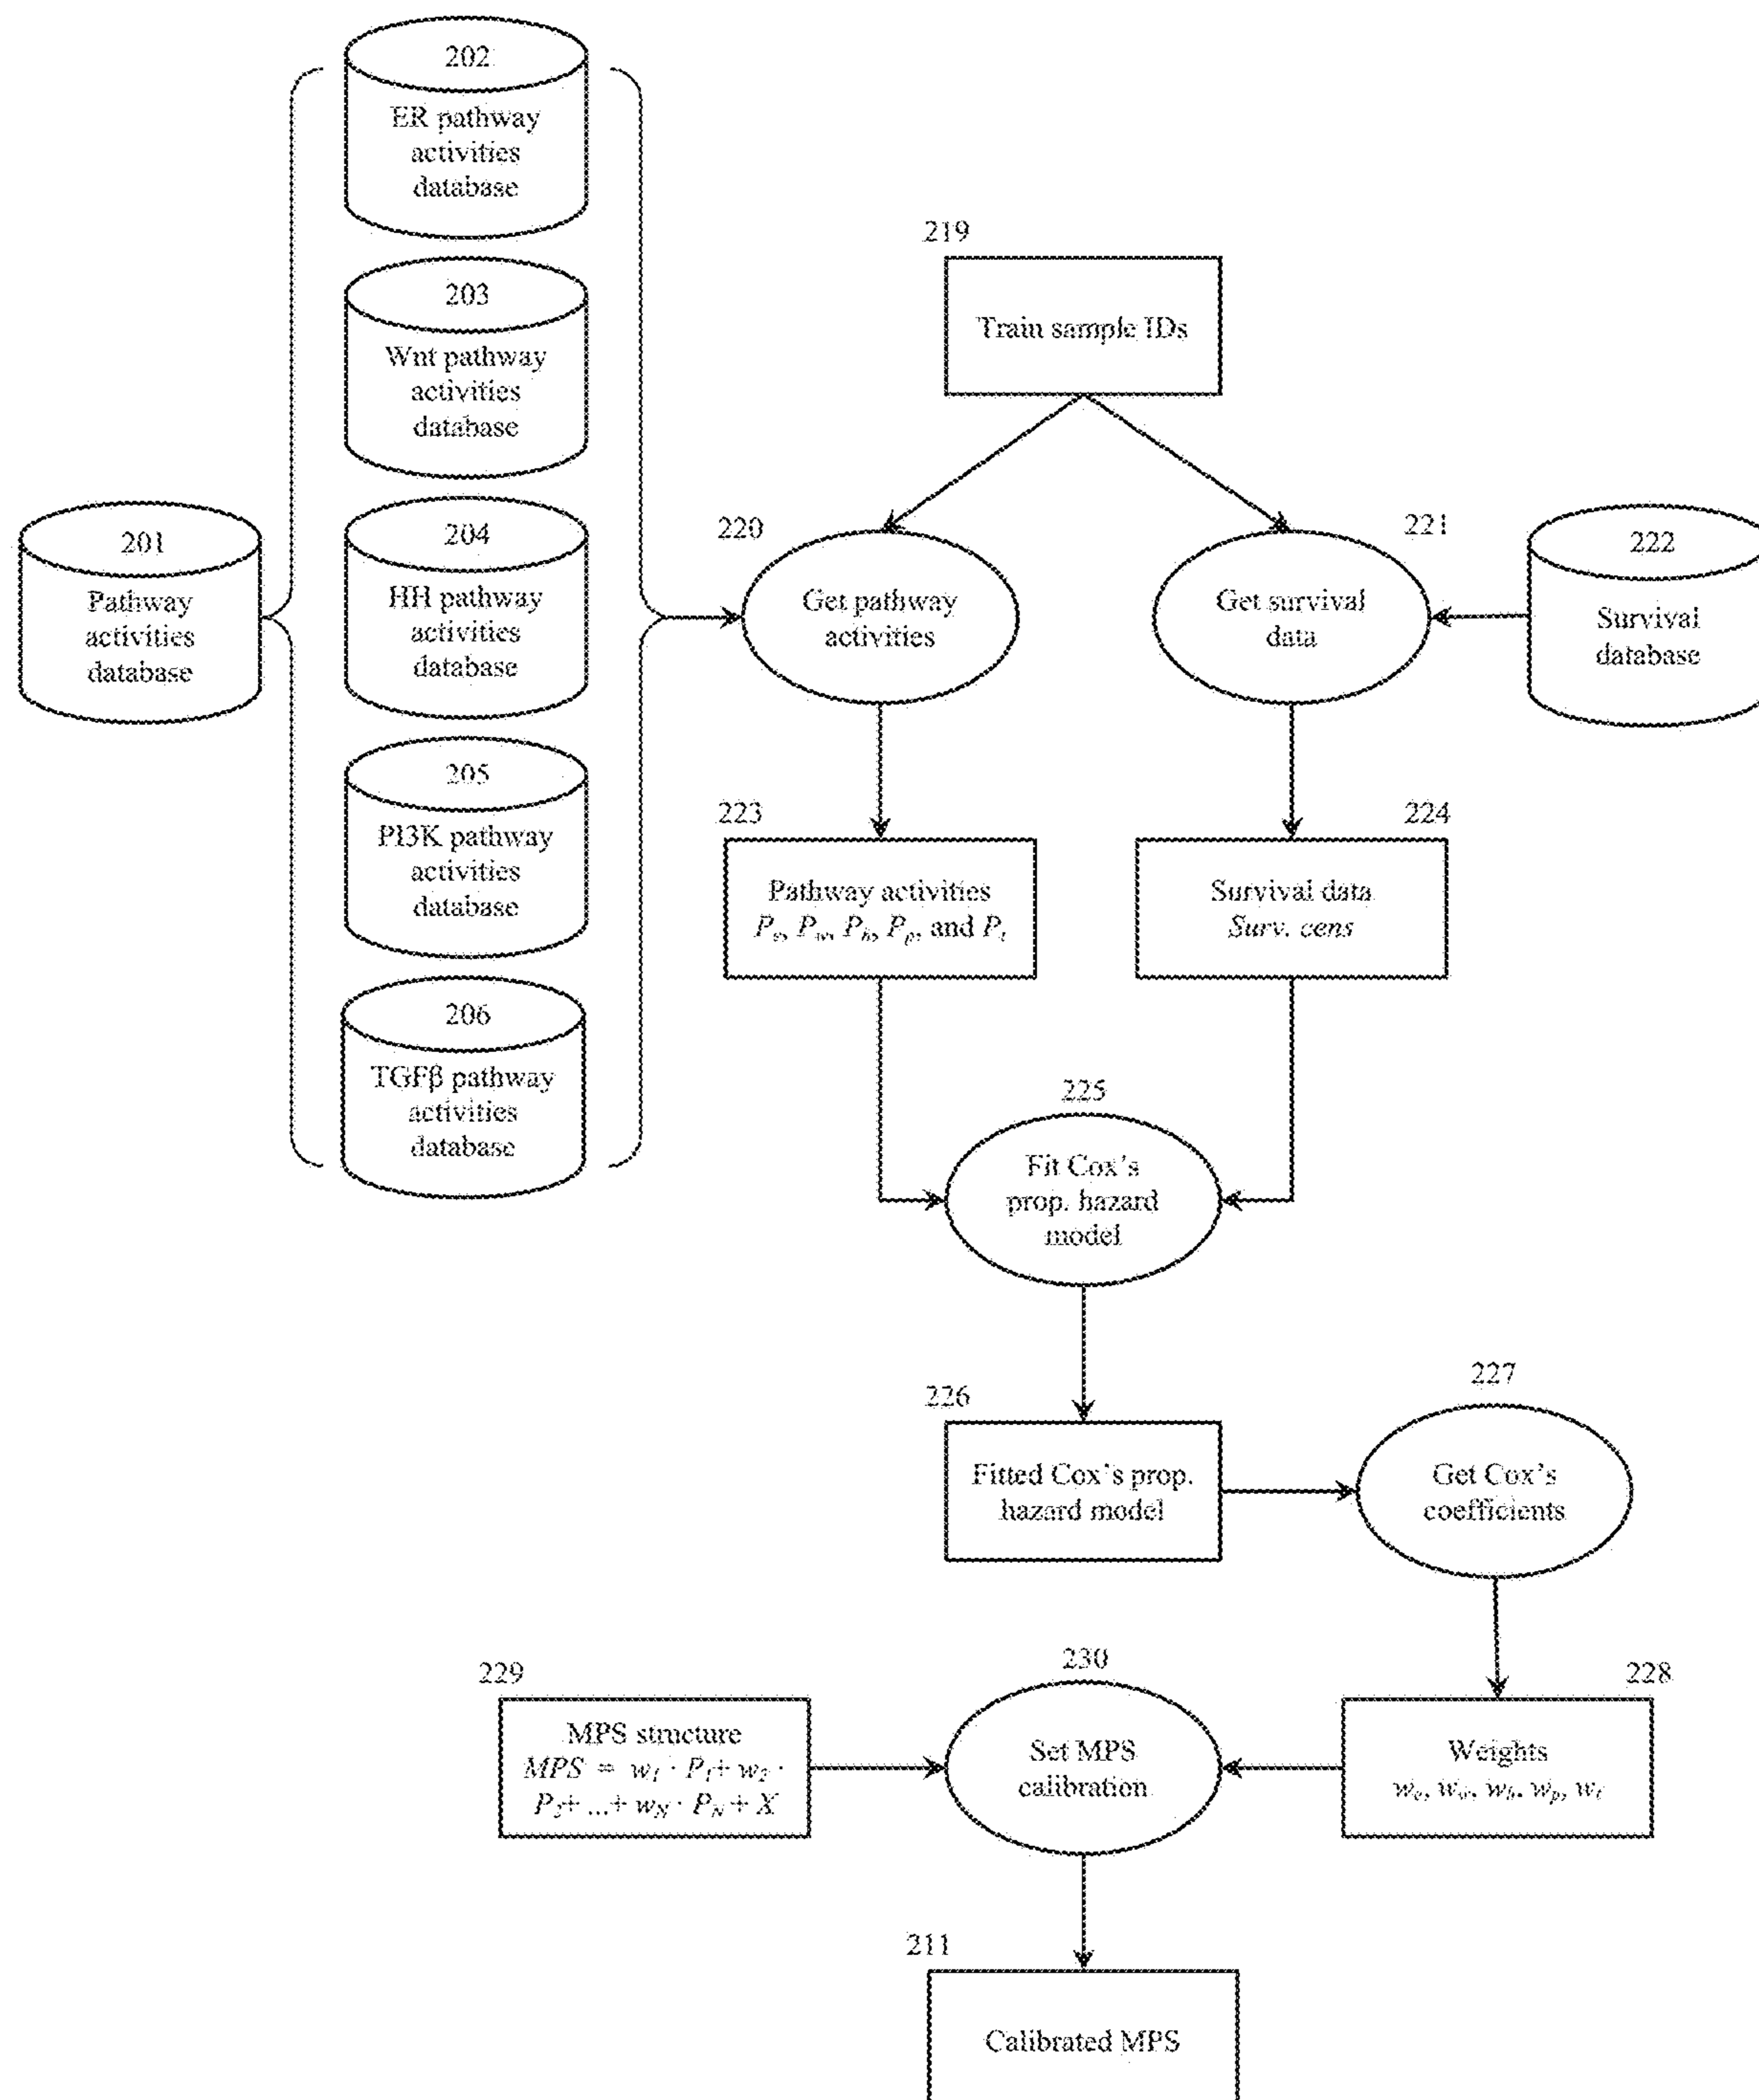 202
ER pathway
activities
database
203
Wnt pathway
activities
database
201
Pathway
activities
database
204
HH pathway
activities
database
205
PI3K pathway
activities
database
206
TGFβ pathway
activities
database
219
Train sample IDs
220
Get pathway
activities
221
Get survival
data
222
Survival
database
223
Pathway activities
Pe, Pw, Ph, Pp, and Pt
224
Survival data
Surv. cens
225
Fit Cox's
prop. hazard
model
226
Fitted Cox's prop.
hazard model
227
Get Cox's
coefficients
229
MPS structure
MPS = w1 · P1+ w2 ·
P2+ ...+ wN · PN + X
230
Set MPS
calibration
228
Weights
we, ww, wh, wp, wt
211
Calibrated MPS